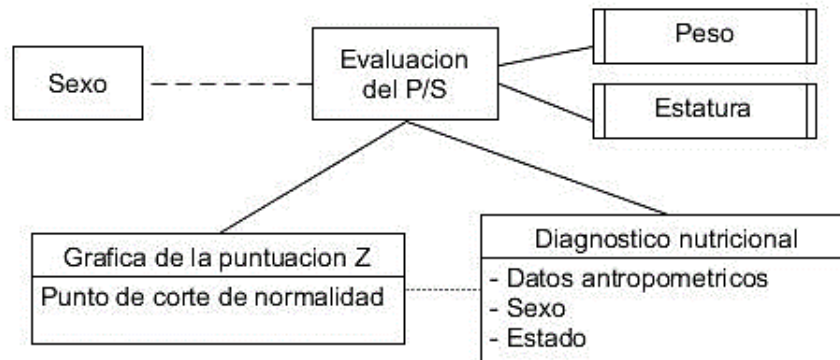 Sexo
Evaluacion
del P/S
Peso
Estatura
Grafica de la puntuacion Z
Punto de corte de normalidad
Diagnostico nutricional
- Datos antropometricos
- Sexo
- Estado